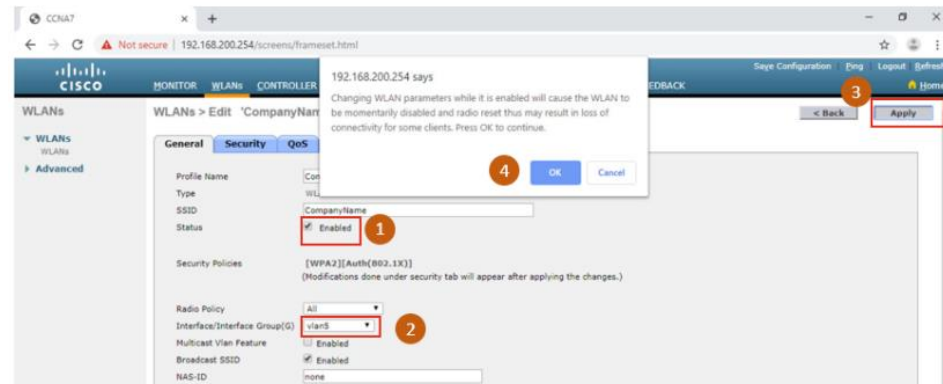 CCNA7
Not secure | 192.168.200.254/screens/frameset.html
Save Configuration Ping Logout Refresh
CISCO
MONITOR WLANs CONTROLLER
EDBACK
Home
192.168.200.254 says
Changing WLAN parameters while it is enabled will cause the WLAN to
be momentarily disabled and radio reset thus may result in loss of
connectivity for some clients. Press OK to continue.
4
OK Cancel
3
WLANs
WLANs > Edit 'CompanyNam
< Back Apply
WLANs
WLANs
Advanced
General Security QoS
Profile Name Con
Type WL
SSID CompanyName
Status Enabled 1
Security Policies [WPA2][Auth(802.1X)]
(Modifications done under security tab will appear after applying the changes.)
Radio Policy All
Interface/Interface Group(G) vlan5 2
Multicast Vlan Feature Enabled
Broadcast SSID Enabled
NAS-ID none